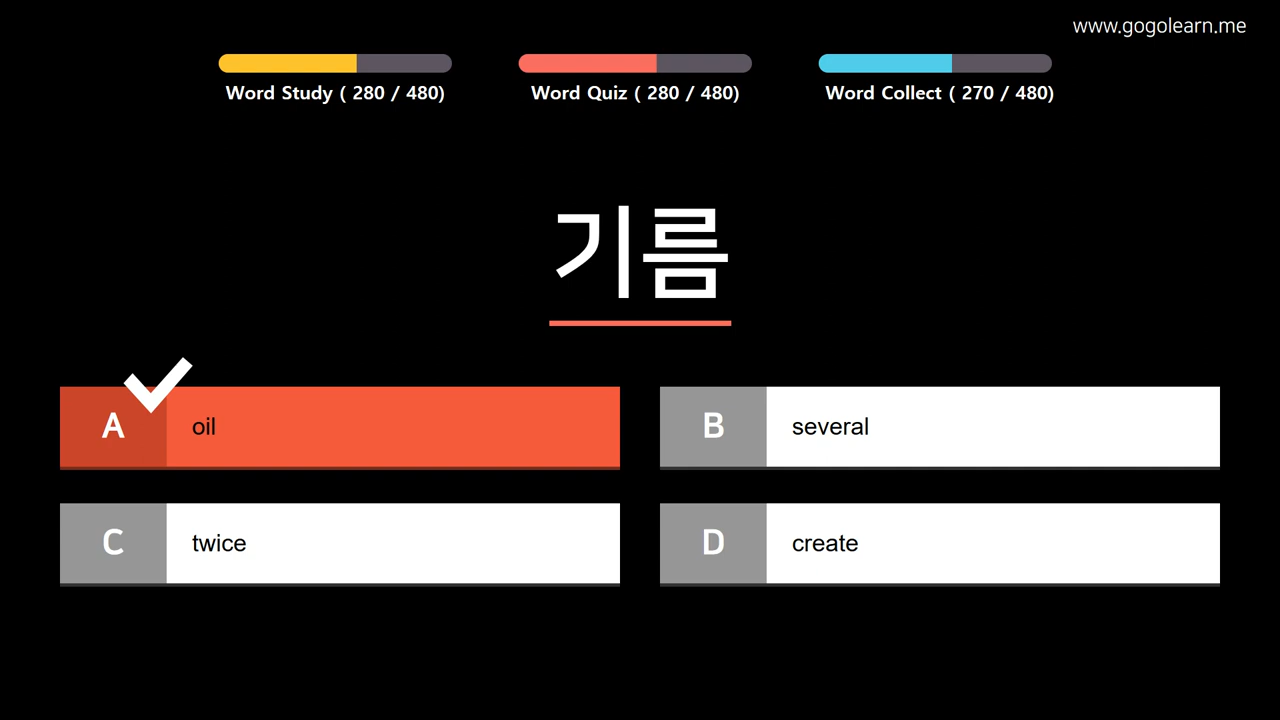 www.gogolearn.me
Word Study ( 280 / 480)
Word Quiz ( 280 / 480)
Word Collect ( 270 / 480)
기름
A oil
B several
C twice
D create